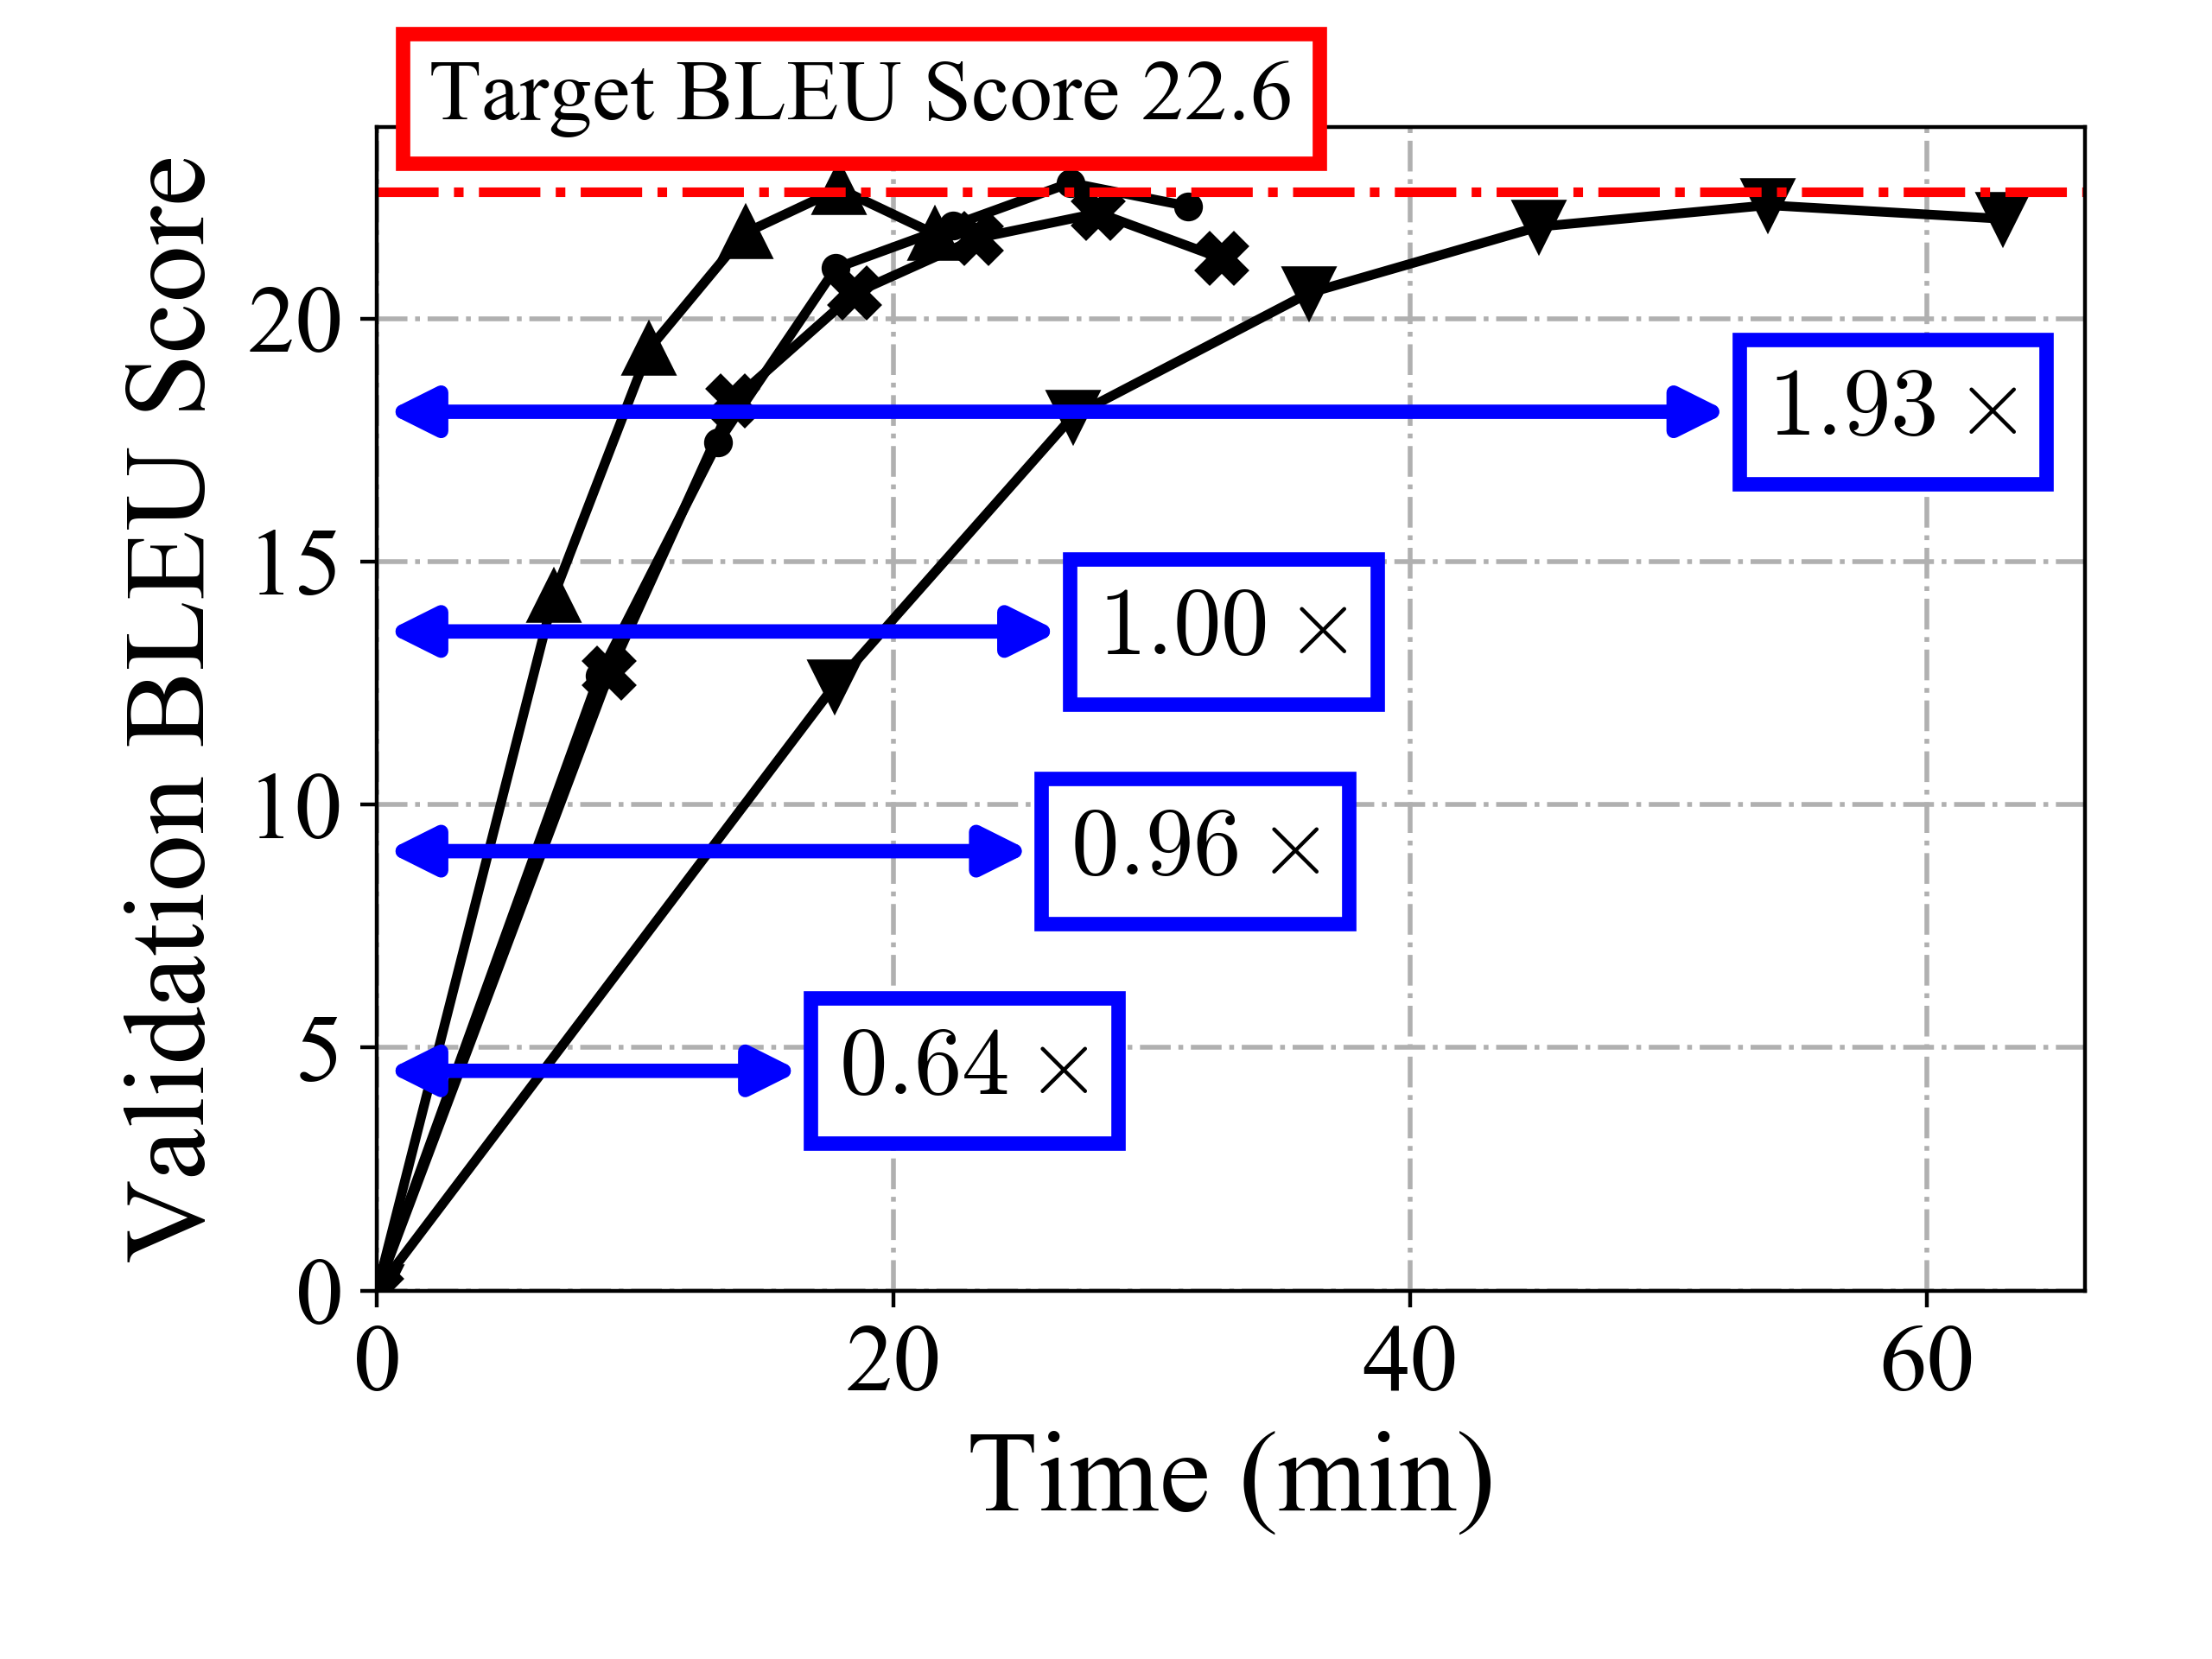 Target BLEU Score 22.6
Validation BLEU Score
20
15
10
5
0
1.93 ×
1.00 ×
0.96 ×
0.64 ×
0 20 40 60
Time (min)